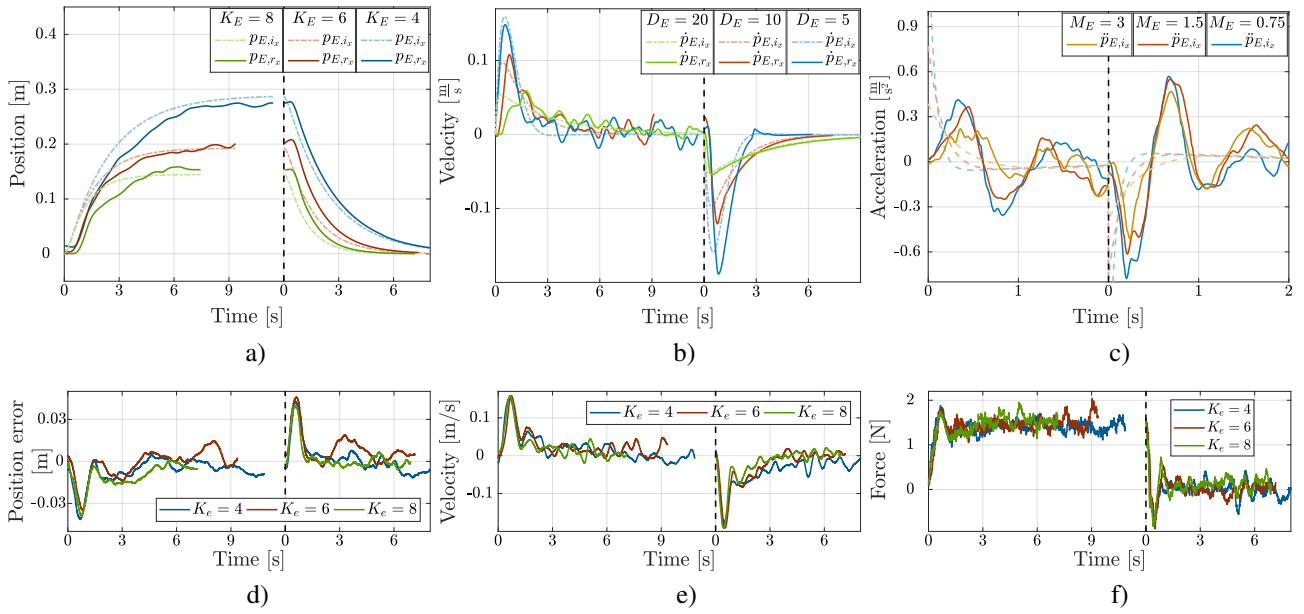 K_E = 8 K_E = 6 K_E = 4
p_{E,i_x} p_{E,i_x} p_{E,i_x}
p_{E,r_x} p_{E,r_x} p_{E,r_x}
Position [m]
0.4
0.3
0.2
0.1
0
0 3 6 9 0 3 6
Time [s]
a)
D_E = 20 D_E = 10 D_E = 5
ṗ_{E,i_x} ṗ_{E,i_x} ṗ_{E,i_x}
ṗ_{E,r_x} ṗ_{E,r_x} ṗ_{E,r_x}
Velocity [m/s]
0.1
0
-0.1
0 3 6 9 0 3 6
Time [s]
b)
M_E = 3 M_E = 1.5 M_E = 0.75
p̈_{E,i_x} p̈_{E,i_x} p̈_{E,i_x}
Acceleration [m/s²]
0.9
0.6
0.3
0
-0.3
-0.6
0 1 0 1 2
Time [s]
c)
Position error
[m]
0.03
0
-0.03
K_e = 4 K_e = 6 K_e = 8
0 3 6 9 0 3 6
Time [s]
d)
Velocity [m/s]
0.1
0
-0.1
K_e = 4 K_e = 6 K_e = 8
0 3 6 9 0 3 6
Time [s]
e)
Force [N]
2
1
0
K_e = 4
K_e = 6
K_e = 8
0 3 6 9 0 3 6
Time [s]
f)